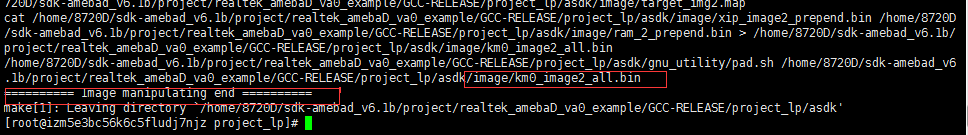 720D/sdk-amebad_v6.1b/project/realtek_amebaD_va0_example/GCC-RELEASE/project_lp/asdk/image/target_img2.map
cat /home/8720D/sdk-amebad_v6.1b/project/realtek_amebaD_va0_example/GCC-RELEASE/project_lp/asdk/image/xip_image2_prepend.bin /home/8720D
/sdk-amebad_v6.1b/project/realtek_amebaD_va0_example/GCC-RELEASE/project_lp/asdk/image/ram_2_prepend.bin > /home/8720D/sdk-amebad_v6.1b/
project/realtek_amebaD_va0_example/GCC-RELEASE/project_lp/asdk/image/km0_image2_all.bin
/home/8720D/sdk-amebad_v6.1b/project/realtek_amebaD_va0_example/GCC-RELEASE/project_lp/asdk/gnu_utility/pad.sh /home/8720D/sdk-amebad_v6
.1b/project/realtek_amebaD_va0_example/GCC-RELEASE/project_lp/asdk/image/km0_image2_all.bin
========== Image manipulating end ==========
make[1]: Leaving directory `/home/8720D/sdk-amebad_v6.1b/project/realtek_amebaD_va0_example/GCC-RELEASE/project_lp/asdk'
[root@izm5e3bc56k6c5fludj7njz project_lp]#